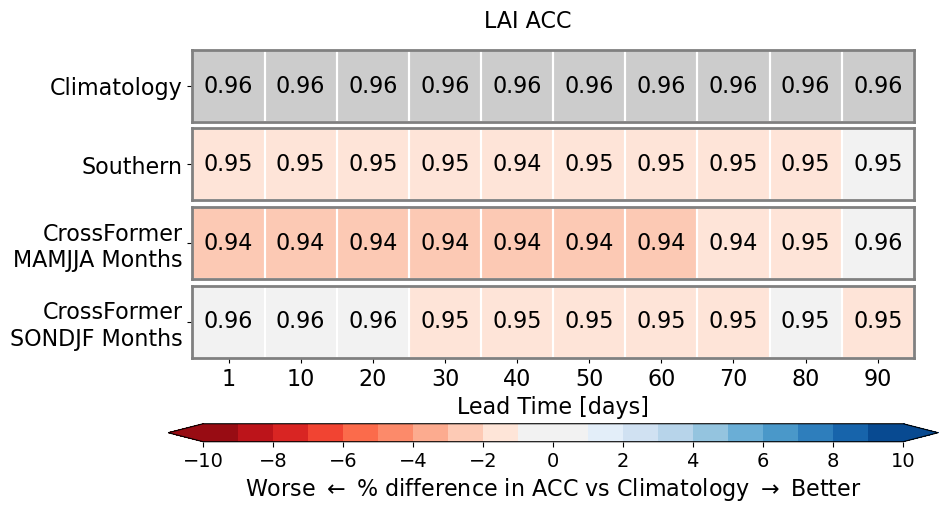 LAI ACC
Climatology 0.96 0.96 0.96 0.96 0.96 0.96 0.96 0.96 0.96 0.96
Southern 0.95 0.95 0.95 0.95 0.94 0.95 0.95 0.95 0.95 0.95
CrossFormer
MAMJJA Months 0.94 0.94 0.94 0.94 0.94 0.94 0.94 0.94 0.95 0.96
CrossFormer
SONDJF Months 0.96 0.96 0.96 0.95 0.95 0.95 0.95 0.95 0.95 0.95
1 10 20 30 40 50 60 70 80 90
Lead Time [days]
−10 −8 −6 −4 −2 0 2 4 6 8 10
Worse ← % difference in ACC vs Climatology → Better